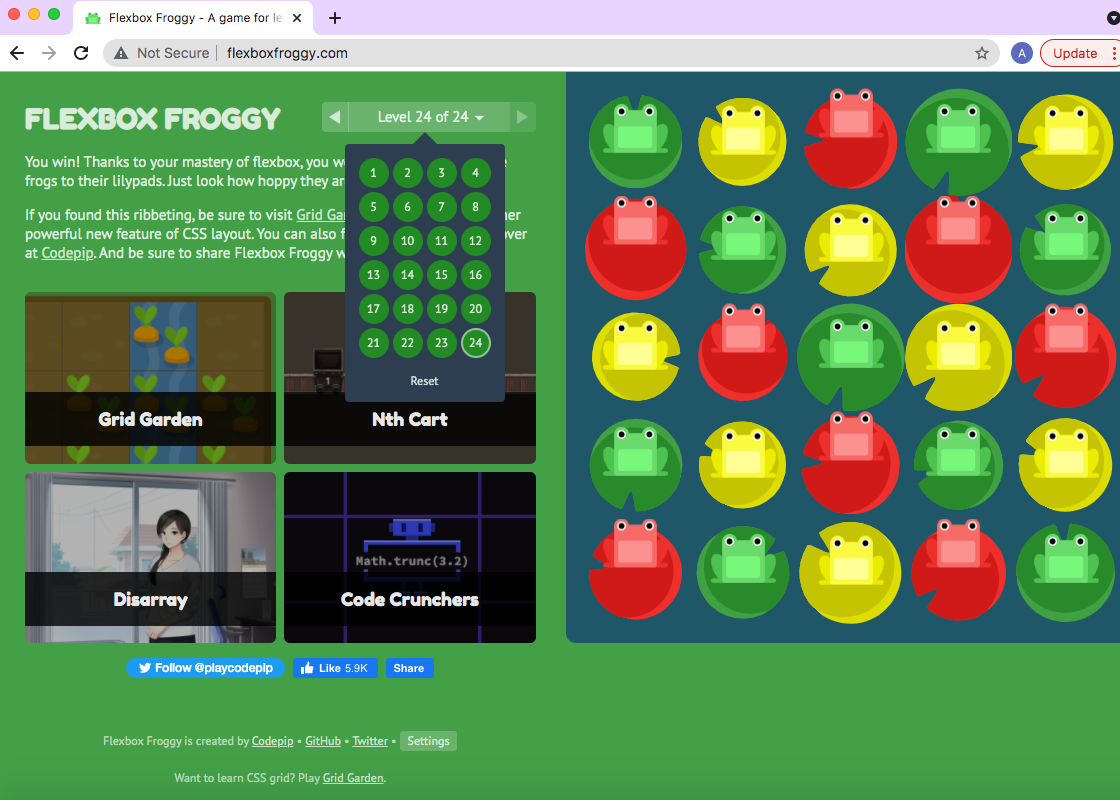 Flexbox Froggy - A game for le
Not Secure
flexboxfroggy.com
A
Update
FLEXBOX FROGGY
Level 24 of 24
You win! Thanks to your mastery of flexbox, you w
frogs to their lilypads. Just look how hoppy they ar
If you found this ribbeting, be sure to visit Grid Gar
powerful new feature of CSS layout. You can also f over
at Codepip. And be sure to share Flexbox Froggy w
1 2 3 4
5 6 7 8
9 10 11 12
13 14 15 16
17 18 19 20
21 22 23 24
Reset
1
Grid Garden
Nth Cart
Math.trunc(3.2)
Disarray
Code Crunchers
Follow @playcodepip
Like 5.9K
Share
Flexbox Froggy is created by Codepip • GitHub • Twitter • Settings
Want to learn CSS grid? Play Grid Garden.